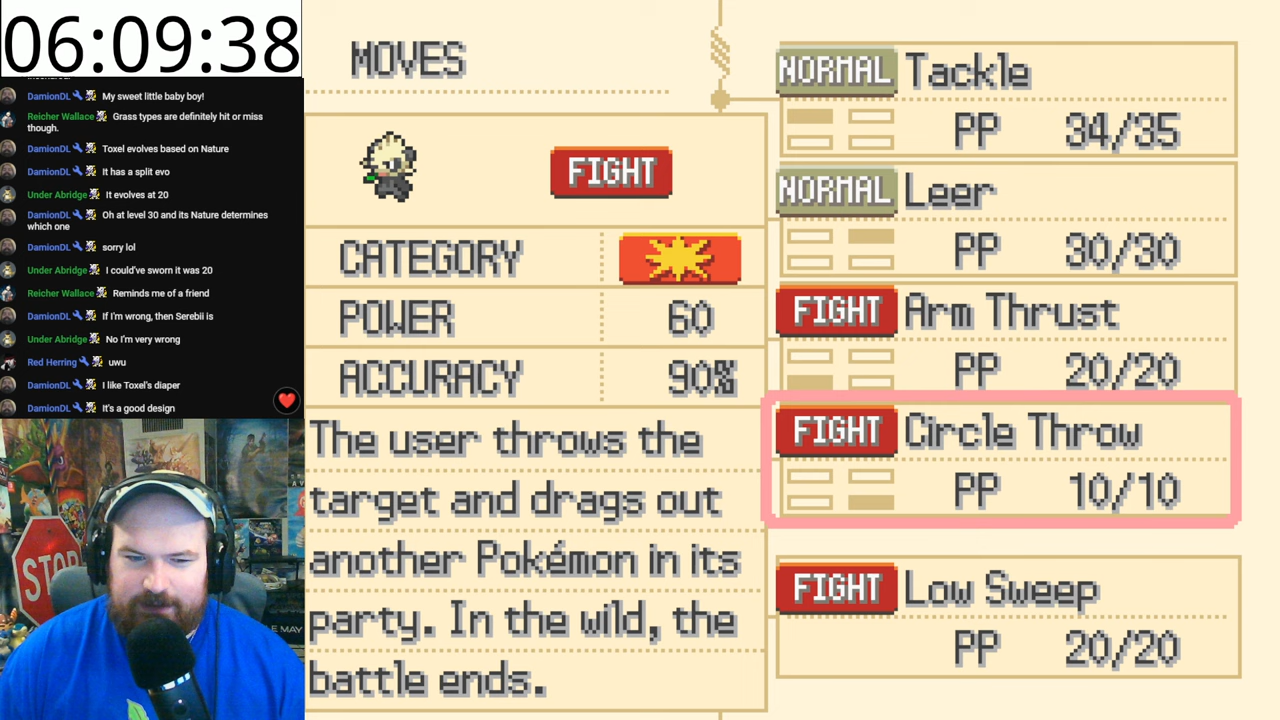 06:09:38
DamionDL My sweet little baby boy!
Reicher Wallace Grass types are definitely hit or miss
though.
DamionDL Toxel evolves based on Nature
DamionDL It has a split evo
Under Abridge It evolves at 20
DamionDL Oh at level 30 and its Nature determines
which one
DamionDL sorry lol
Under Abridge I could've sworn it was 20
Reicher Wallace Reminds me of a friend
DamionDL If I'm wrong, then Serebii is
Under Abridge No I'm very wrong
Red Herring uwu
DamionDL I like Toxel's diaper
DamionDL It's a good design
STOP
MOVES
FIGHT
CATEGORY
POWER 60
ACCURACY 90%
The user throws the
target and drags out
another Pokémon in its
party. In the wild, the
battle ends.
NORMAL Tackle
PP 34/35
NORMAL Leer
PP 30/30
FIGHT Arm Thrust
PP 20/20
FIGHT Circle Throw
PP 10/10
FIGHT Low Sweep
PP 20/20